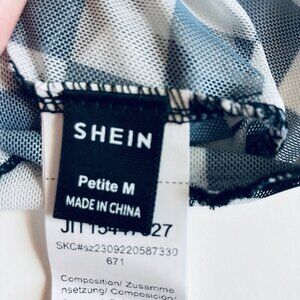 SHEIN
Petite M
MADE IN CHINA
SKC#sz2309220587330
671
Composition/ Zusamme
nsetzung/ Composición/